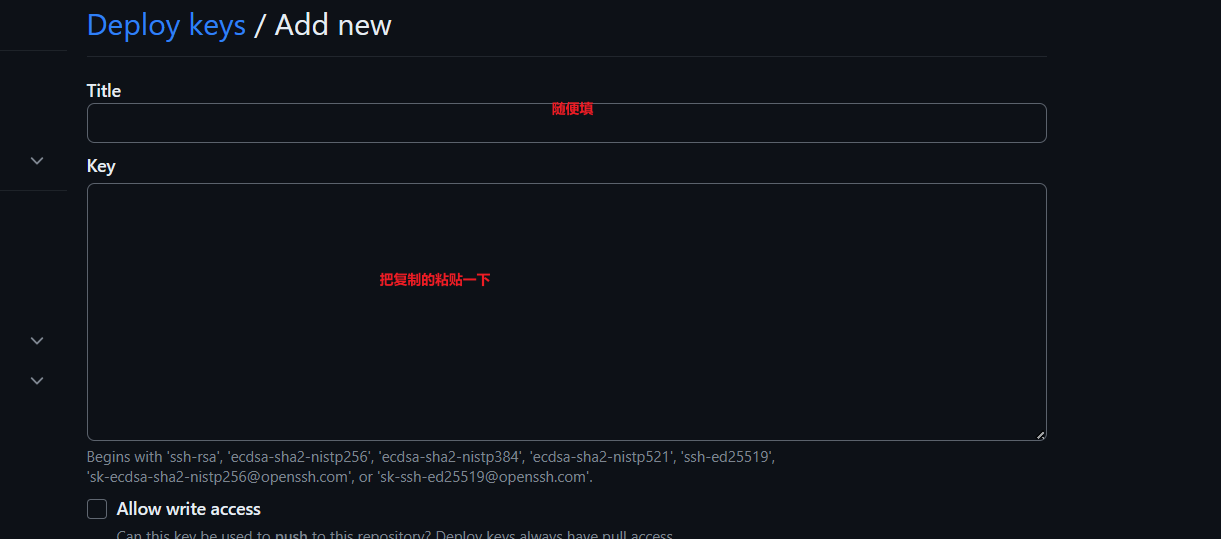 Deploy keys / Add new
Title
随便填
Key
把复制的粘贴一下
Begins with 'ssh-rsa', 'ecdsa-sha2-nistp256', 'ecdsa-sha2-nistp384', 'ecdsa-sha2-nistp521', 'ssh-ed25519',
'sk-ecdsa-sha2-nistp256@openssh.com', or 'sk-ssh-ed25519@openssh.com'.
Allow write access
Can this key be used to push to this repository? Deploy keys always have pull access.